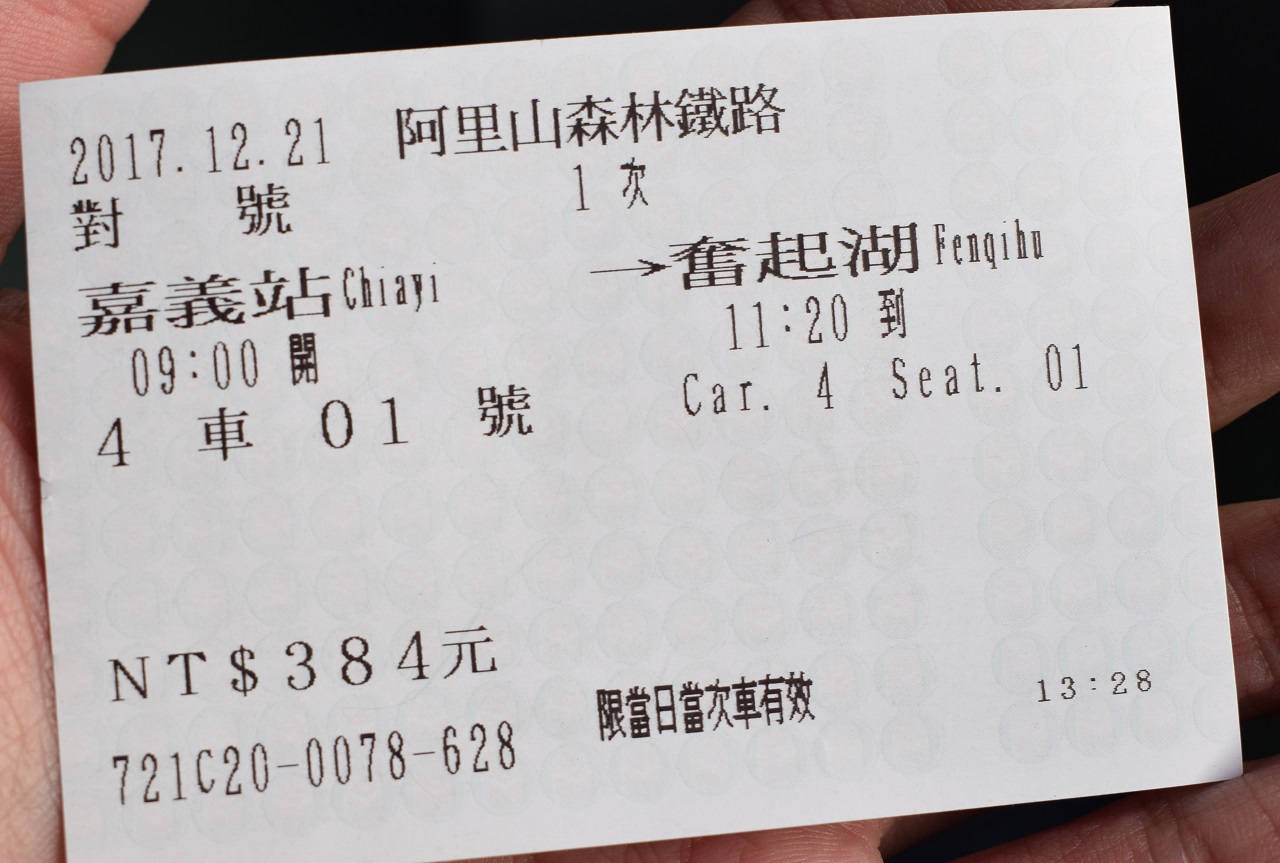 2017.12.21 阿里山森林鐵路
對 號 1 次
嘉義站 Chiayi → 奮起湖 Fenqihu
09:00 開 11:20 到
4 車 01 號 Car. 4 Seat. 01
NT$384元
限當日當次車有效 13:28
721C20-0078-628